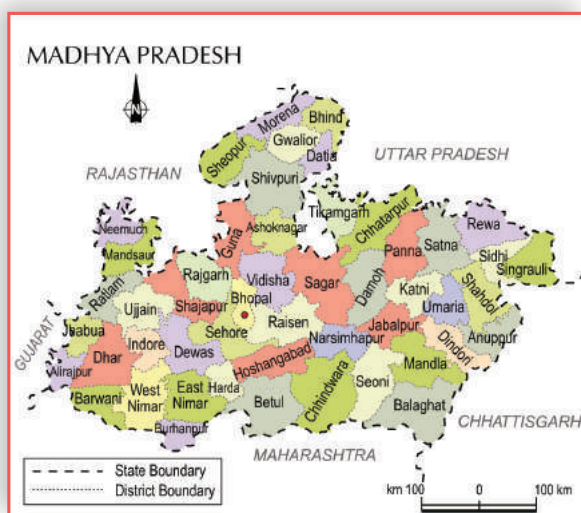 MADHYA PRADESH
N
Morena
Bhind
Gwalior
Sheopur
Datia
UTTAR PRADESH
RAJASTHAN
Shivpuri
Tikamgarh
Chhatarpur
Rewa
Neemuch
Guna
Ashoknagar
Panna
Satna
Mandsaur
Sidhi
Singrauli
Rajgarh
Vidisha
Sagar
Damoh
Katni
Shahdol
Ratlam
Ujjain
Shajapur
Bhopal
Umaria
GUJARAT
Jhabua
Indore
Sehore
Raisen
Narsimhapur
Jabalpur
Dindori
Anuppur
Dhar
Dewas
Hoshangabad
Mandla
Alirajpur
Barwani
West
Nimar
East
Nimar
Harda
Betul
Chhindwara
Seoni
Balaghat
Burhanpur
CHHATTISGARH
MAHARASHTRA
State Boundary
District Boundary
km 100 0 100 km